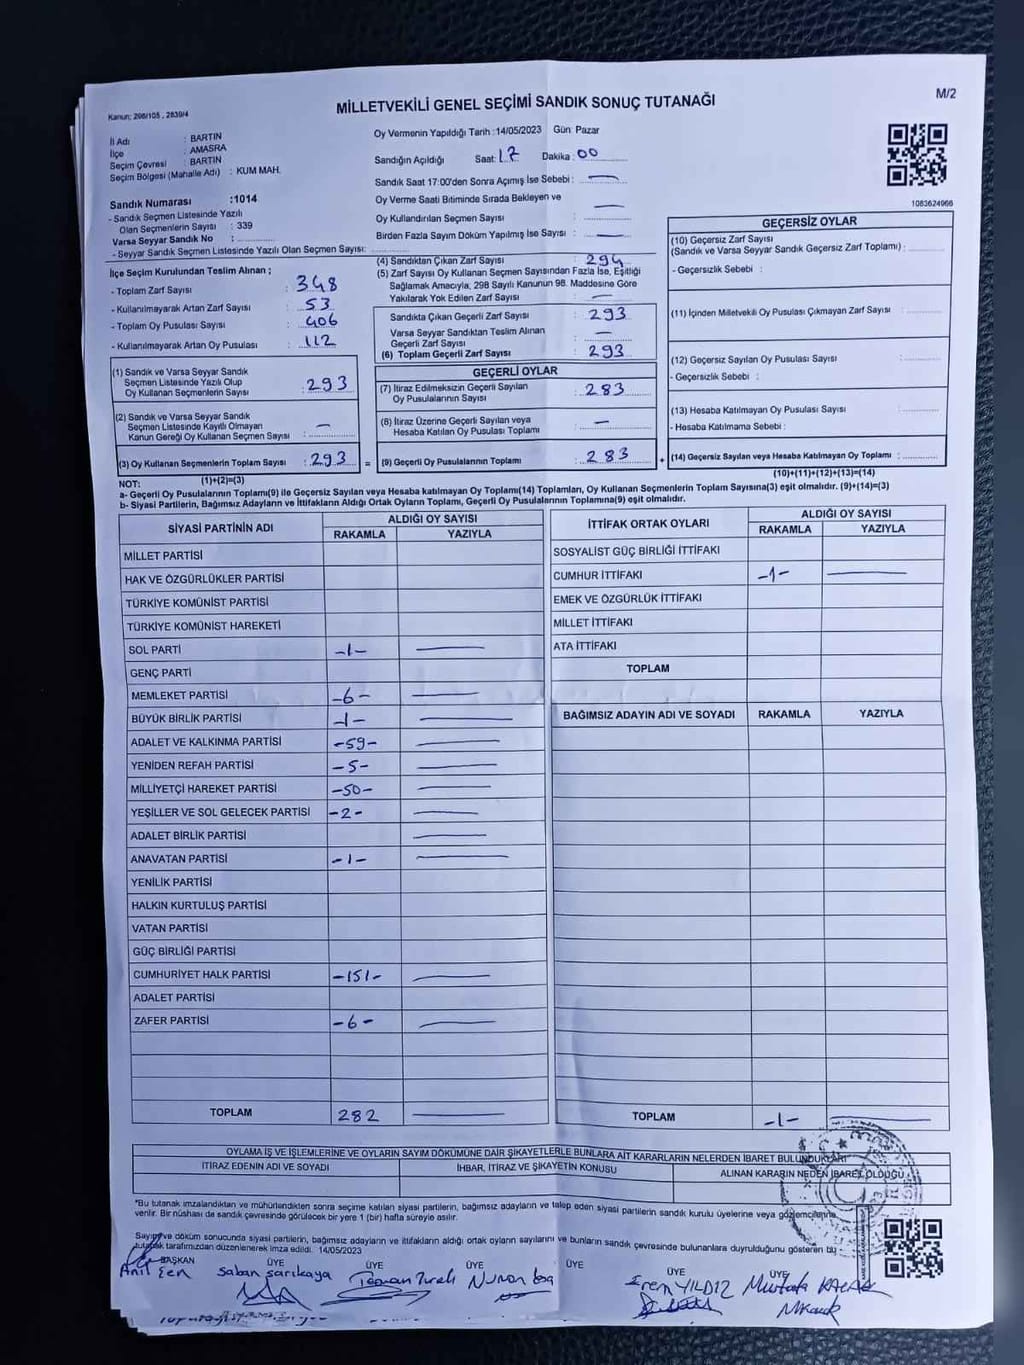 M/2
Kanun: 298/105 , 2839/4
MİLLETVEKİLİ GENEL SEÇİMİ SANDIK SONUÇ TUTANAĞI
İl Adı : BARTIN
İlçe : AMASRA
Seçim Çevresi : BARTIN
Seçim Bölgesi (Mahalle Adı) : KUM MAH.
Sandık Numarası :1014
- Sandık Seçmen Listesinde Yazılı
Olan Seçmenlerin Sayısı : 339
Varsa Seyyar Sandık No :
- Seyyar Sandık Seçmen Listesinde Yazılı Olan Seçmen Sayısı:
Oy Vermenin Yapıldığı Tarih :14/05/2023 Gün: Pazar
Sandığın Açıldığı Saat: 17 Dakika : 00
Sandık Saat 17:00'den Sonra Açımış İse Sebebi : —
Oy Verme Saati Bitiminde Sırada Bekleyen ve
Oy Kullandırılan Seçmen Sayısı : —
Birden Fazla Sayım Döküm Yapılmış İse Sayısı : —
1083624966
İlçe Seçim Kurulundan Teslim Alınan ;
- Toplam Zarf Sayısı : 348
- Kullanılmayarak Artan Zarf Sayısı : 53
- Toplam Oy Pusulası Sayısı : 406
- Kullanılmayarak Artan Oy Pusulası : 112
(4) Sandıktan Çıkan Zarf Sayısı : 294
(5) Zarf Sayısı Oy Kullanan Seçmen Sayısından Fazla İse, Eşitliği
Sağlamak Amacıyla, 298 Sayılı Kanunun 98. Maddesine Göre
Yakılarak Yok Edilen Zarf Sayısı : —
Sandıkta Çıkan Geçerli Zarf Sayısı : 293
Varsa Seyyar Sandıktan Teslim Alınan
Geçerli Zarf Sayısı : —
(6) Toplam Geçerli Zarf Sayısı : 293
GEÇERSİZ OYLAR
(10) Geçersiz Zarf Sayısı
(Sandık ve Varsa Seyyar Sandık Geçersiz Zarf Toplamı) :
- Geçersizlik Sebebi :
(11) İçinden Milletvekili Oy Pusulası Çıkmayan Zarf Sayısı :
(12) Geçersiz Sayılan Oy Pusulası Sayısı :
- Geçersizlik Sebebi :
(13) Hesaba Katılmayan Oy Pusulası Sayısı :
- Hesaba Katılmama Sebebi :
(14) Geçersiz Sayılan veya Hesaba Katılmayan Oy Toplamı :
(10)+(11)+(12)+(13)=(14)
(1) Sandık ve Varsa Seyyar Sandık
Seçmen Listesinde Yazılı Olup
Oy Kullanan Seçmenlerin Sayısı : 293
(2) Sandık ve Varsa Seyyar Sandık
Seçmen Listesinde Kayıtlı Olmayan
Kanun Gereği Oy Kullanan Seçmen Sayısı : —
(3) Oy Kullanan Seçmenlerin Toplam Sayısı : 293 =
(1)+(2)=(3)
GEÇERLİ OYLAR
(7) İtiraz Edilmeksizin Geçerli Sayılan
Oy Pusulalarının Sayısı : 283
(8) İtiraz Üzerine Geçerli Sayılan veya
Hesaba Katılan Oy Pusulası Toplamı : —
(9) Geçerli Oy Pusulalarının Toplamı : 283 +
NOT:
a- Geçerli Oy Pusulalarının Toplamı(9) ile Geçersiz Sayılan veya Hesaba katılmayan Oy Toplamı(14) Toplamları, Oy Kullanan Seçmenlerin Toplam Sayısına(3) eşit olmalıdır. (9)+(14)=(3)
b- Siyasi Partilerin, Bağımsız Adayların ve İttifakların Aldığı Ortak Oyların Toplamı, Geçerli Oy Pusulalarının Toplamına(9) eşit olmalıdır.
SİYASİ PARTİNİN ADI ALDIĞI OY SAYISI
RAKAMLA YAZIYLA
MİLLET PARTİSİ
HAK VE ÖZGÜRLÜKLER PARTİSİ
TÜRKİYE KOMÜNİST PARTİSİ
TÜRKİYE KOMÜNİST HAREKETİ
SOL PARTİ -1- —
GENÇ PARTİ
MEMLEKET PARTİSİ -6- —
BÜYÜK BİRLİK PARTİSİ -1- —
ADALET VE KALKINMA PARTİSİ -59- —
YENİDEN REFAH PARTİSİ -5- —
MİLLİYETÇİ HAREKET PARTİSİ -50- —
YEŞİLLER VE SOL GELECEK PARTİSİ -2- —
ADALET BİRLİK PARTİSİ —
ANAVATAN PARTİSİ -1- —
YENİLİK PARTİSİ
HALKIN KURTULUŞ PARTİSİ
VATAN PARTİSİ
GÜÇ BİRLİĞİ PARTİSİ
CUMHURİYET HALK PARTİSİ -151- —
ADALET PARTİSİ
ZAFER PARTİSİ -6- —
TOPLAM 282 —
İTTİFAK ORTAK OYLARI ALDIĞI OY SAYISI
RAKAMLA YAZIYLA
SOSYALİST GÜÇ BİRLİĞİ İTTİFAKI
CUMHUR İTTİFAKI -1- —
EMEK VE ÖZGÜRLÜK İTTİFAKI
MİLLET İTTİFAKI
ATA İTTİFAKI
TOPLAM
BAĞIMSIZ ADAYIN ADI VE SOYADI RAKAMLA YAZIYLA
TOPLAM -1- —
OYLAMA İŞ VE İŞLEMLERİNE VE OYLARIN SAYIM DÖKÜMÜNE DAİR ŞİKAYETLERLE BUNLARA AİT KARARLARIN NELERDEN İBARET BULUNDUKLARI
İTİRAZ EDENİN ADI VE SOYADI İHBAR, İTİRAZ VE ŞİKAYETİN KONUSU ALINAN KARARIN NEDEN İBARET OLDUĞU
*Bu tutanak imzalandıktan ve mühürlendikten sonra seçime katılan siyasi partilerin, bağımsız adayların ve talep eden siyasi partilerin sandık kurulu üyelerine veya gözlemcilerine
verilir. Bir nüshası da sandık çevresinde görülecek bir yere 1 (bir) hafta süreyle asılır.
Sayım ve döküm sonucunda siyasi partilerin, bağımsız adayların ve ittifakların aldığı ortak oyların sayılarını ve bunların sandık çevresinde bulunanlara duyrulduğunu gösteren bu
tutanak tarafımızdan düzenlenerek imza edildi. 14/05/2023
BAŞKAN ÜYE ÜYE ÜYE ÜYE ÜYE ÜYE
Anıl Şen Şaban Sarıkaya Nuran Eren YILDIZ Mustafa